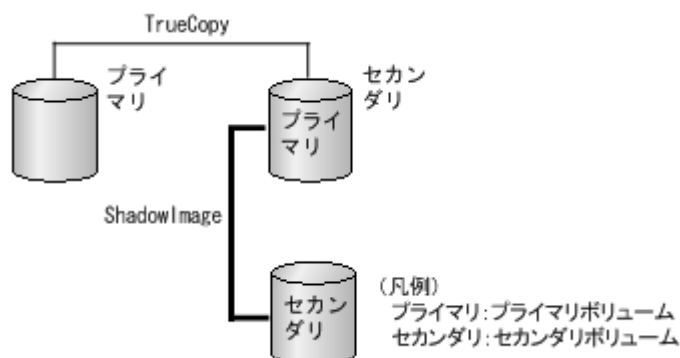 TrueCopy
プライ
マリ
セカン
ダリ
プライ
マリ
ShadowImage
セカン
ダリ
(凡例)
プライマリ:プライマリボリューム
セカンダリ:セカンダリボリューム